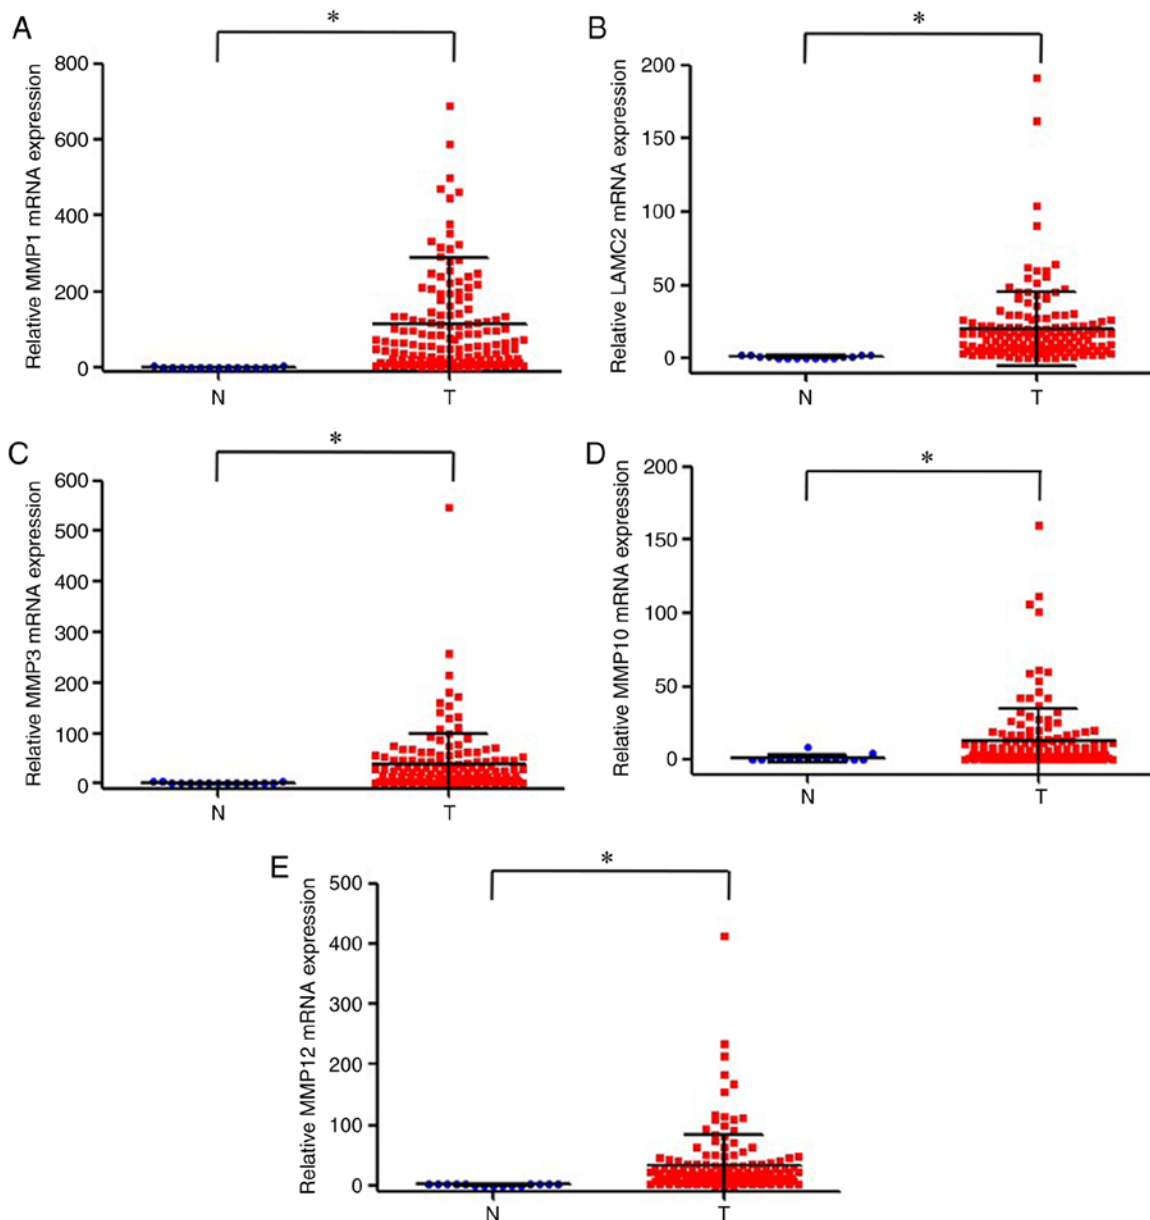 A
*
Relative MMP1 mRNA expression
800
600
400
200
0
N
T
B
*
Relative LAMC2 mRNA expression
200
150
100
50
0
N
T
C
*
Relative MMP3 mRNA expression
600
500
400
300
200
100
0
N
T
D
*
Relative MMP10 mRNA expression
200
150
100
50
0
N
T
E
*
Relative MMP12 mRNA expression
500
400
300
200
100
0
N
T